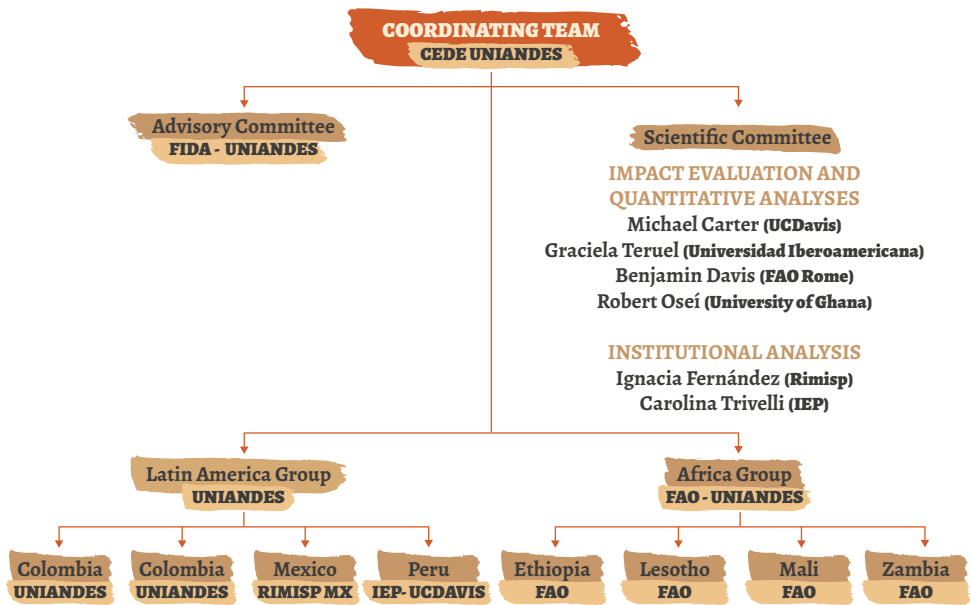 COORDINATING TEAM
CEDE UNIANDES
Advisory Committee
FIDA - UNIANDES
Scientific Committee
IMPACT EVALUATION AND
QUANTITATIVE ANALYSES
Michael Carter (UCDavis)
Graciela Teruel (Universidad Iberoamericana)
Benjamin Davis (FAO Rome)
Robert Oseí (University of Ghana)
INSTITUTIONAL ANALYSIS
Ignacia Fernández (Rimisp)
Carolina Trivelli (IEP)
Latin America Group
UNIANDES
Africa Group
FAO - UNIANDES
Colombia
UNIANDES
Colombia
UNIANDES
Mexico
RIMISP MX
Peru
IEP- UCDAVIS
Ethiopia
FAO
Lesotho
FAO
Mali
FAO
Zambia
FAO